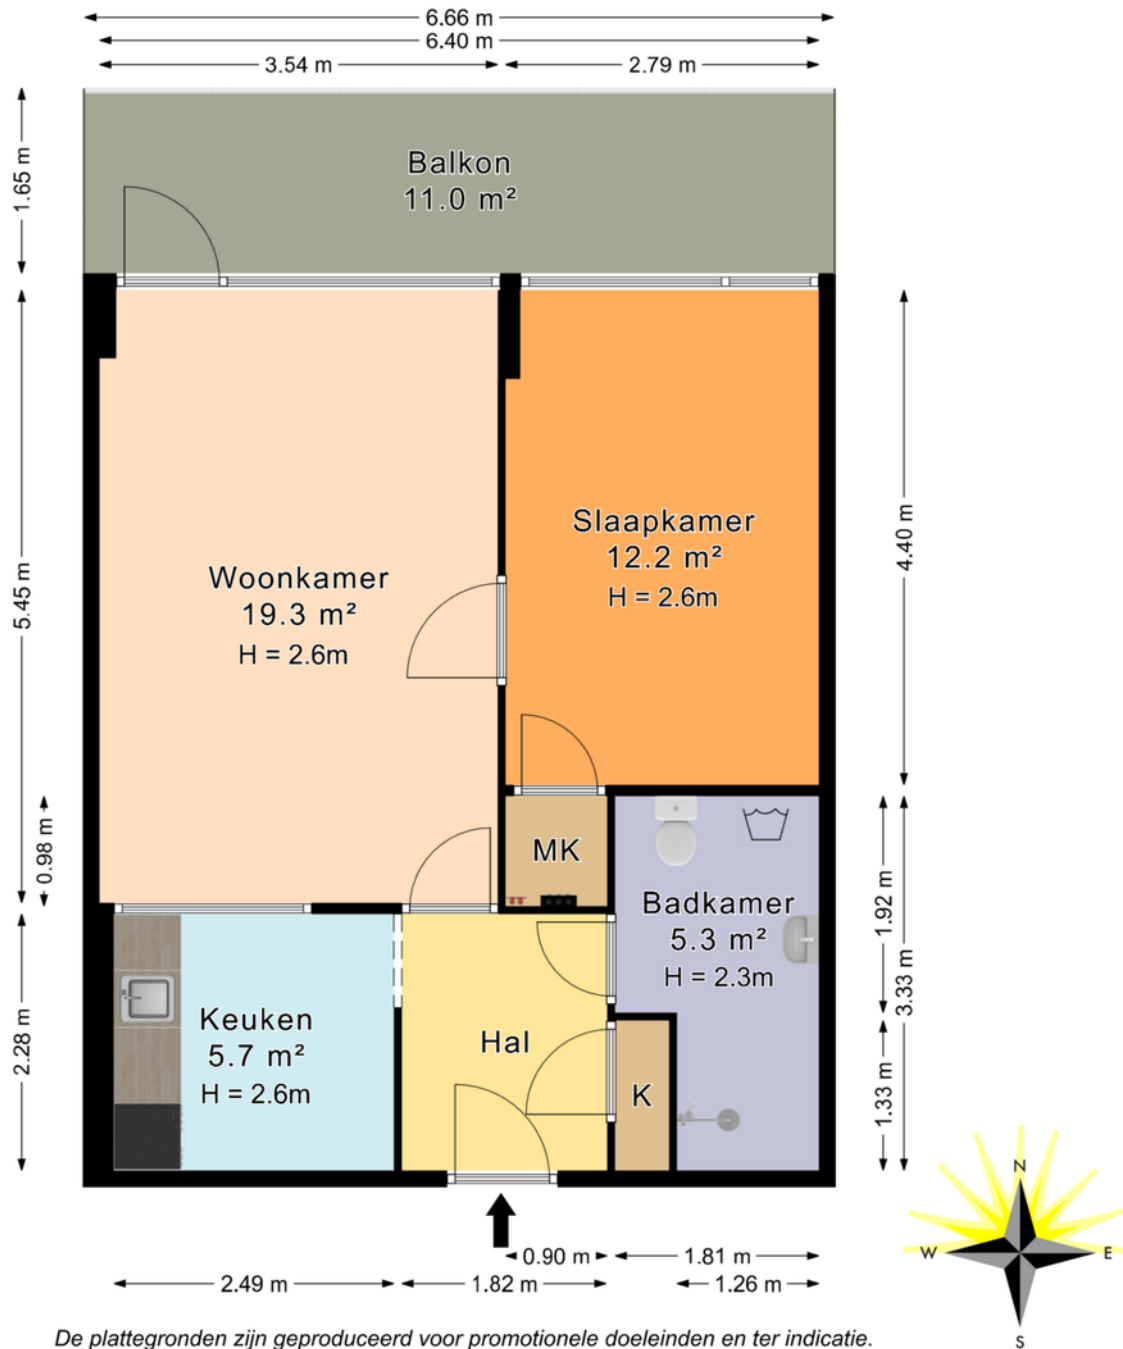 6.66 m
6.40 m
3.54 m
2.79 m
1.65 m
Balkon
11.0 m²
5.45 m
4.40 m
Slaapkamer
12.2 m²
H = 2.6m
Woonkamer
19.3 m²
H = 2.6m
0.98 m
MK
Badkamer
5.3 m²
H = 2.3m
1.92 m
3.33 m
2.28 m
Keuken
5.7 m²
H = 2.6m
Hal
K
1.33 m
N
W
E
S
0.90 m
1.81 m
2.49 m
1.82 m
1.26 m
De plattegronden zijn geproduceerd voor promotionele doeleinden en ter indicatie.